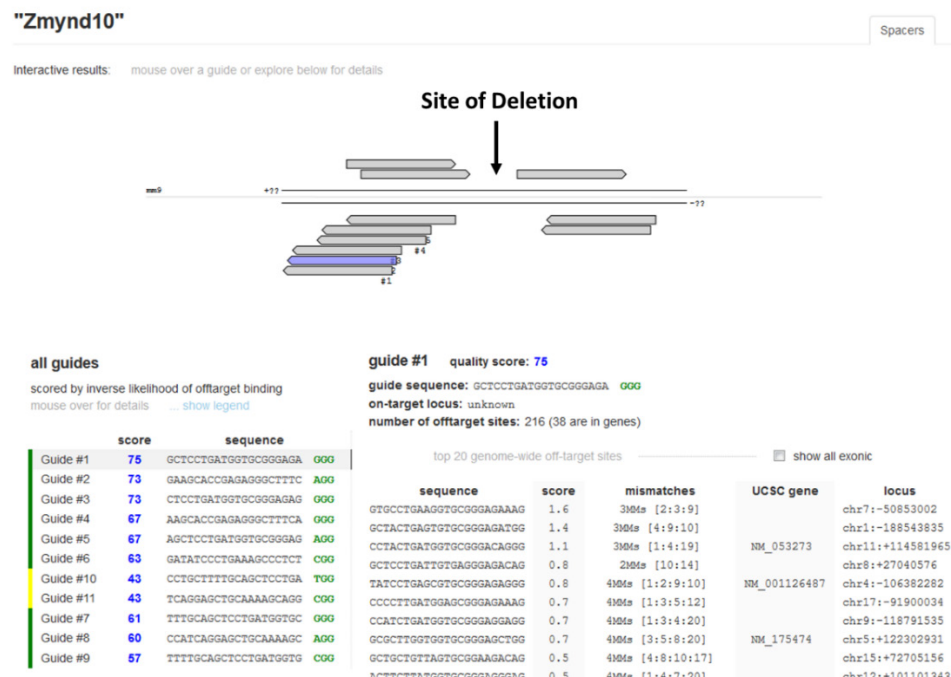 "Zmynd10"
Spacers
Interactive results: mouse over a guide or explore below for details
Site of Deletion
mm9 +??
-??
#4
#1
all guides
scored by inverse likelihood of offtarget binding
mouse over for details ... show legend
score sequence
Guide #1 75 GCTCCTGATGGTGCGGGAGA GGG
Guide #2 73 GAAGCACCGAGAGGGCTTTC AGG
Guide #3 73 CTCCTGATGGTGCGGGAGAG GGG
Guide #4 67 AAGCACCGAGAGGGCTTTCA GGG
Guide #5 67 AGCTCCTGATGGTGCGGGAG AGG
Guide #6 63 GATATCCCTGAAAGCCCTCT CGG
Guide #10 43 CCTGCTTTTGCAGCTCCTGA TGG
Guide #11 43 TCAGGAGCTGCAAAAGCAGG CGG
Guide #7 61 TTTGCAGCTCCTGATGGTGC GGG
Guide #8 60 CCATCAGGAGCTGCAAAAGC AGG
Guide #9 57 TTTTGCAGCTCCTGATGGTG CGG
guide #1 quality score: 75
guide sequence: GCTCCTGATGGTGCGGGAGA GGG
on-target locus: unknown
number of offtarget sites: 216 (38 are in genes)
top 20 genome-wide off-target sites show all exonic
sequence score mismatches UCSC gene locus
GTGCCTGAAGGTGCGGGAGAAAG 1.6 3MMs [2:3:9] chr7:-50853002
GCTACTGAGTGTGCGGGAGATGG 1.4 3MMs [4:9:10] chr1:-188543835
CCTACTGATGGTGCGGGACAGGG 1.1 3MMs [1:4:19] NM_053273 chr11:+114581965
GCTCCTGATTGTGAGGGAGACAG 0.8 2MMs [10:14] chr8:+27040576
TATCCTGAGCGTGCGGGAGAGGG 0.8 4MMs [1:2:9:10] NM_001126487 chr4:-106382282
CCCCTTGATGGAGCGGGAGAAAG 0.7 4MMs [1:3:5:12] chr17:-91900034
CCATCTGATGGTGCGGGAGGAGG 0.7 4MMs [1:3:4:20] chr9:-118791535
GCGCTTGGTGGTGCGGGAGCTGG 0.7 4MMs [3:5:8:20] NM_175474 chr5:+122302931
GCTGCTGTTAGTGCGGAAGACAG 0.5 4MMs [4:8:10:17] chr15:+72705156
ACTTCTTATGGTGCGGGAGGGAG 0.5 4MMs [1:4:7:20] chr12:+101101343